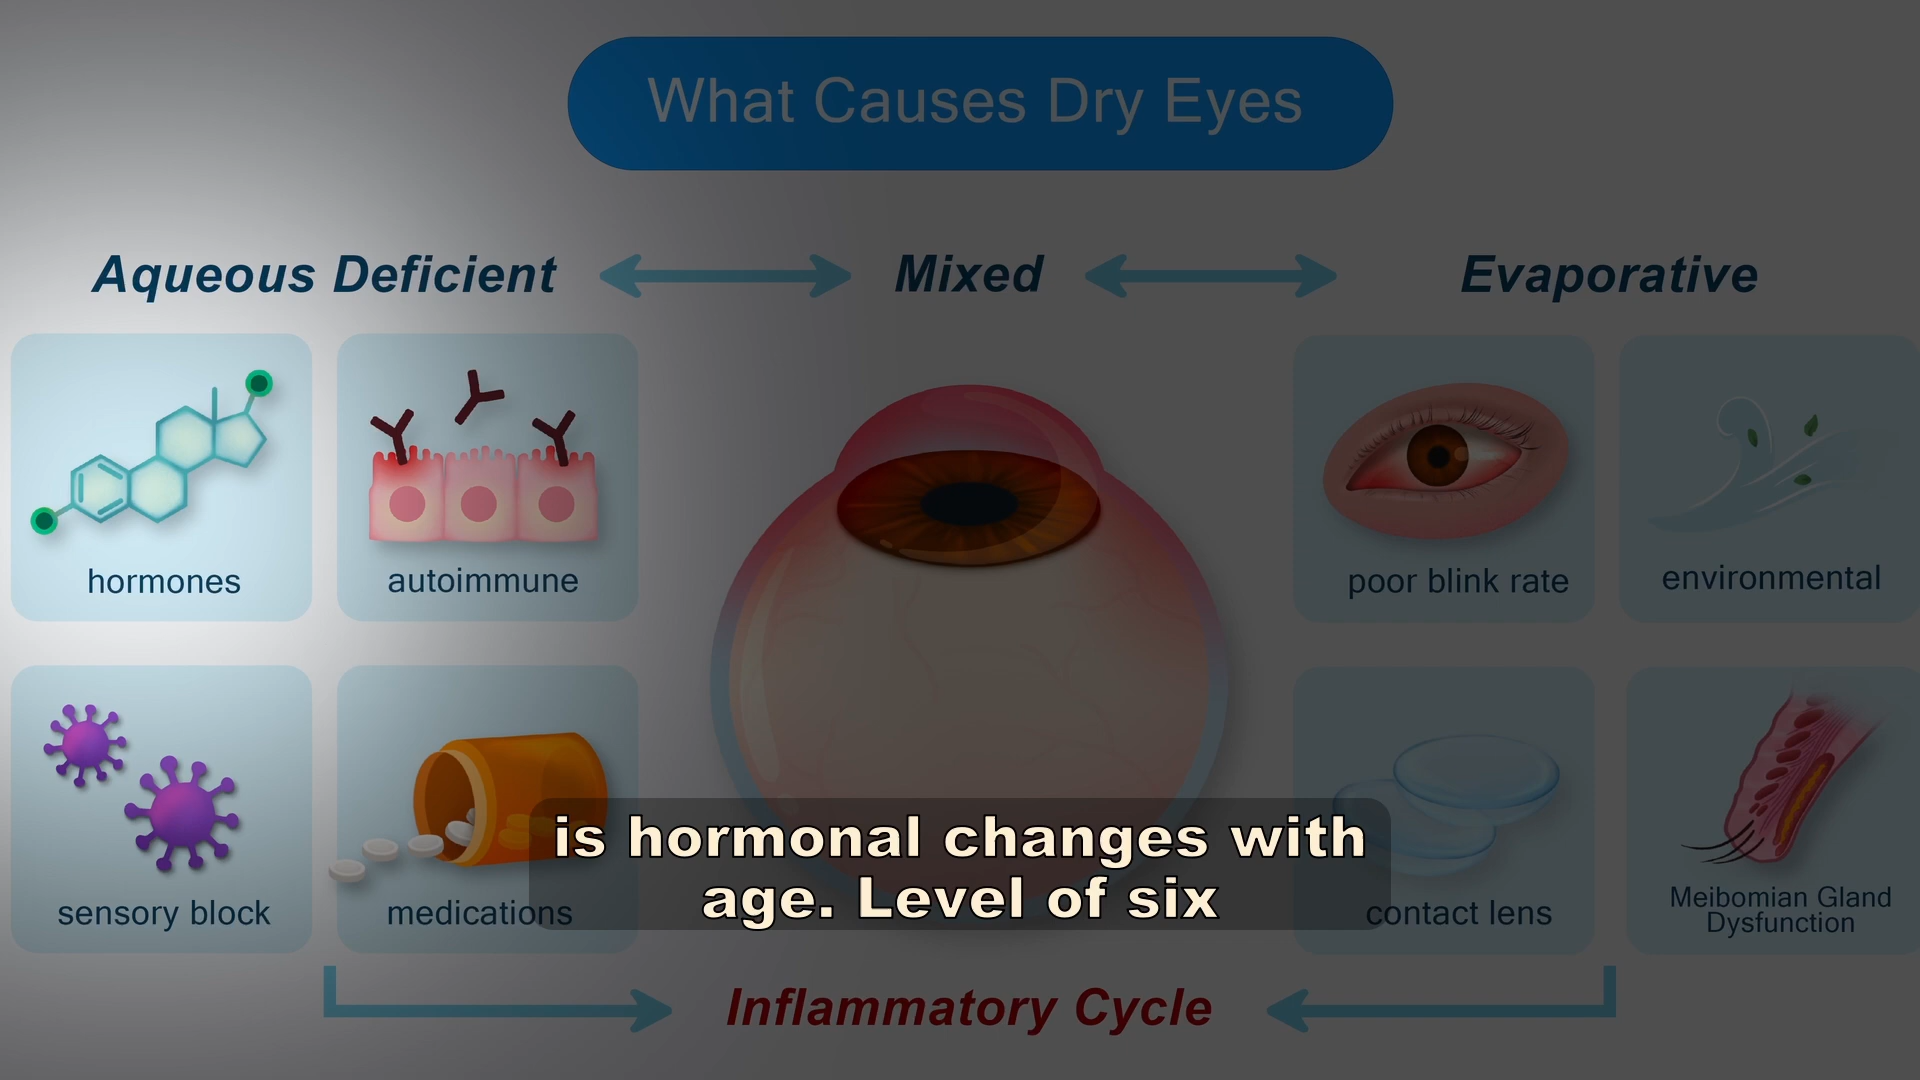 What Causes Dry Eyes
Aqueous Deficient
Mixed
Evaporative
hormones
autoimmune
poor blink rate
environmental
sensory block
medications
contact lens
Meibomian Gland
Dysfunction
is hormonal changes with
age. Level of six
Inflammatory Cycle